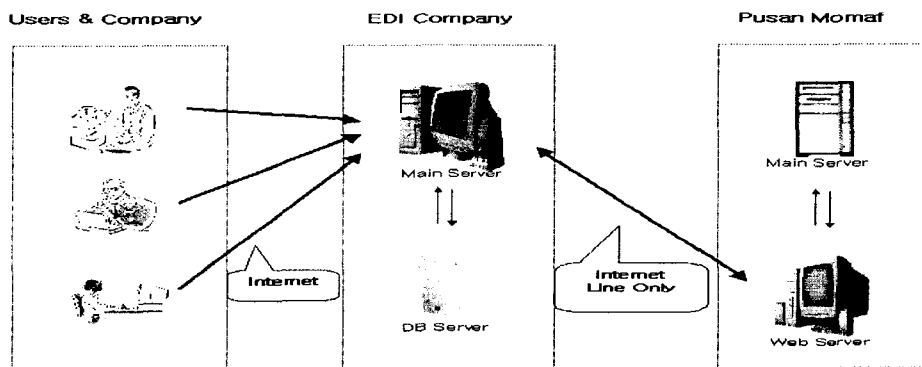 Users & Company
EDI Company
Pusan Momaf
Main Server
Main Server
Internet
Internet
Line Only
DB Server
Web Server